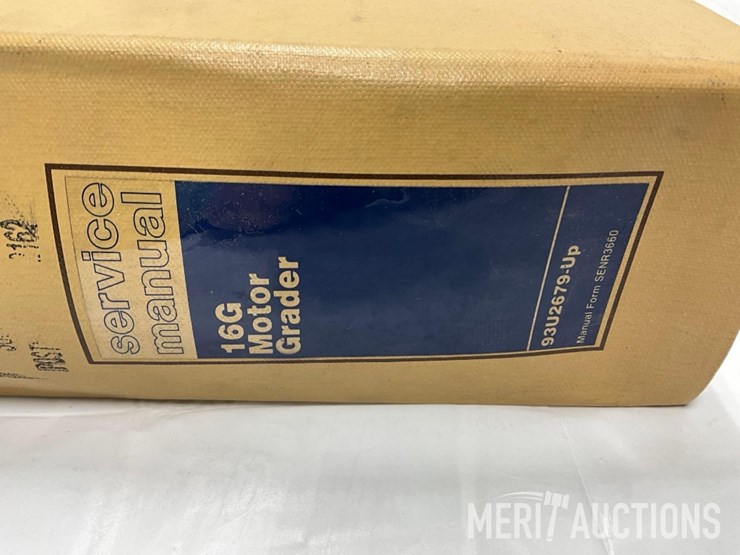 service
manual
16G
Motor
Grader
93U2679-Up
Manual Form SENR3660
MERIT AUCTIONS